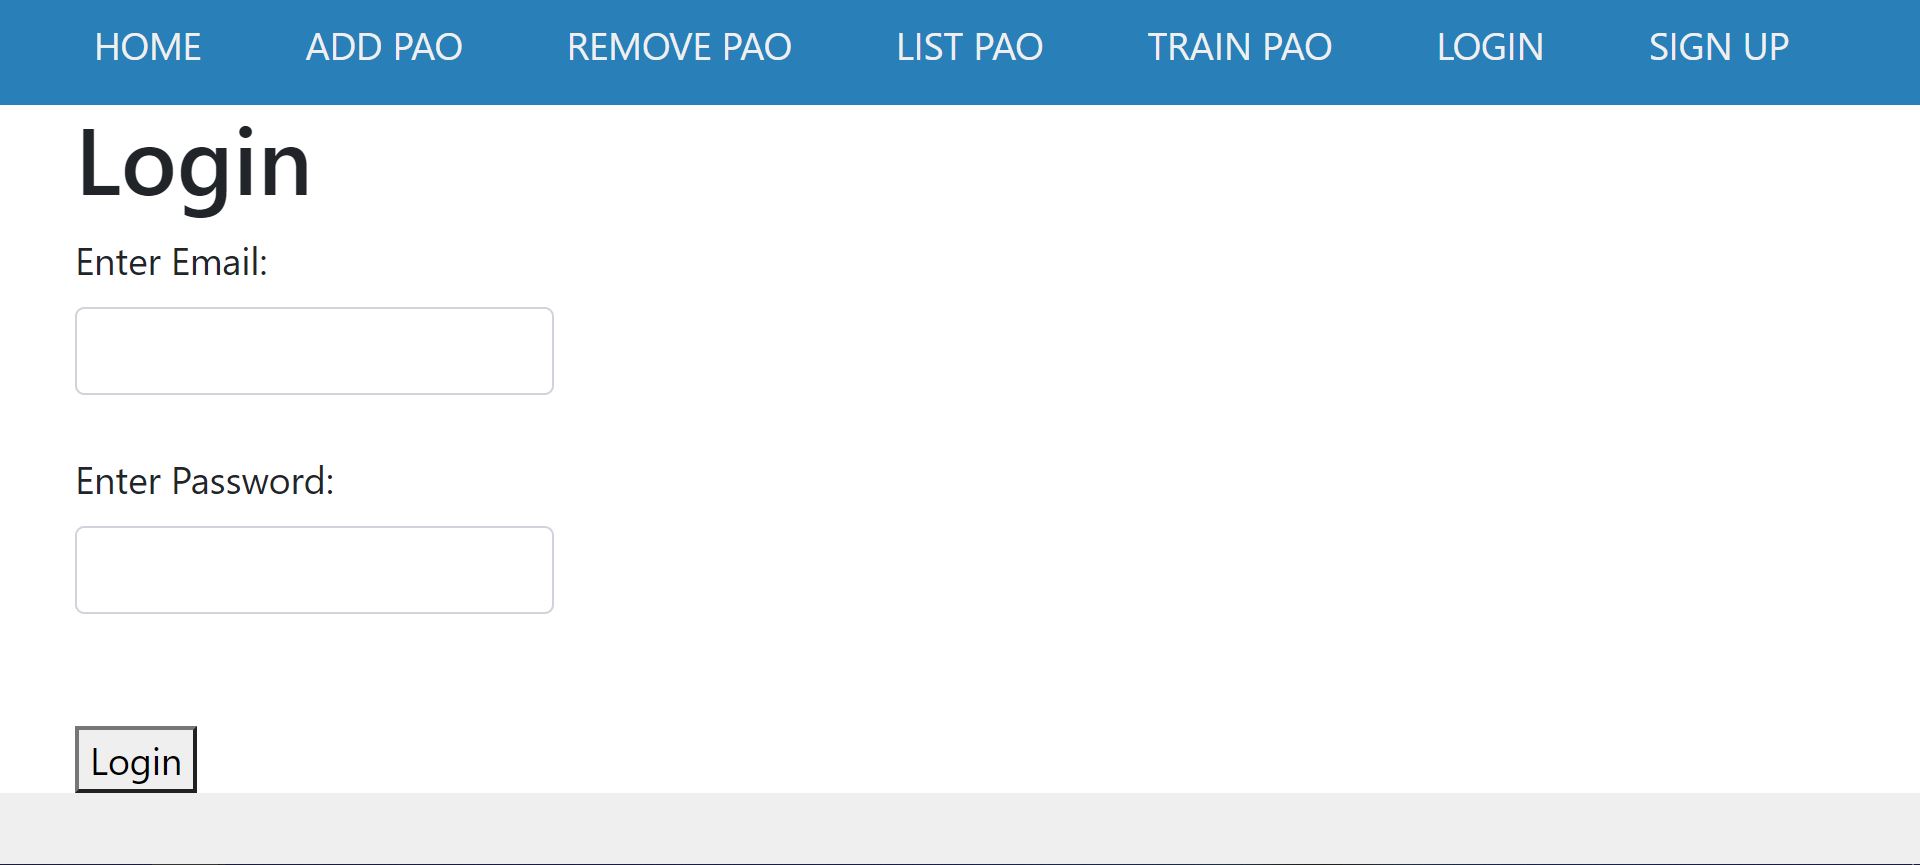 HOME ADD PAO REMOVE PAO LIST PAO TRAIN PAO LOGIN SIGN UP
Login
Enter Email:
Enter Password:
Login